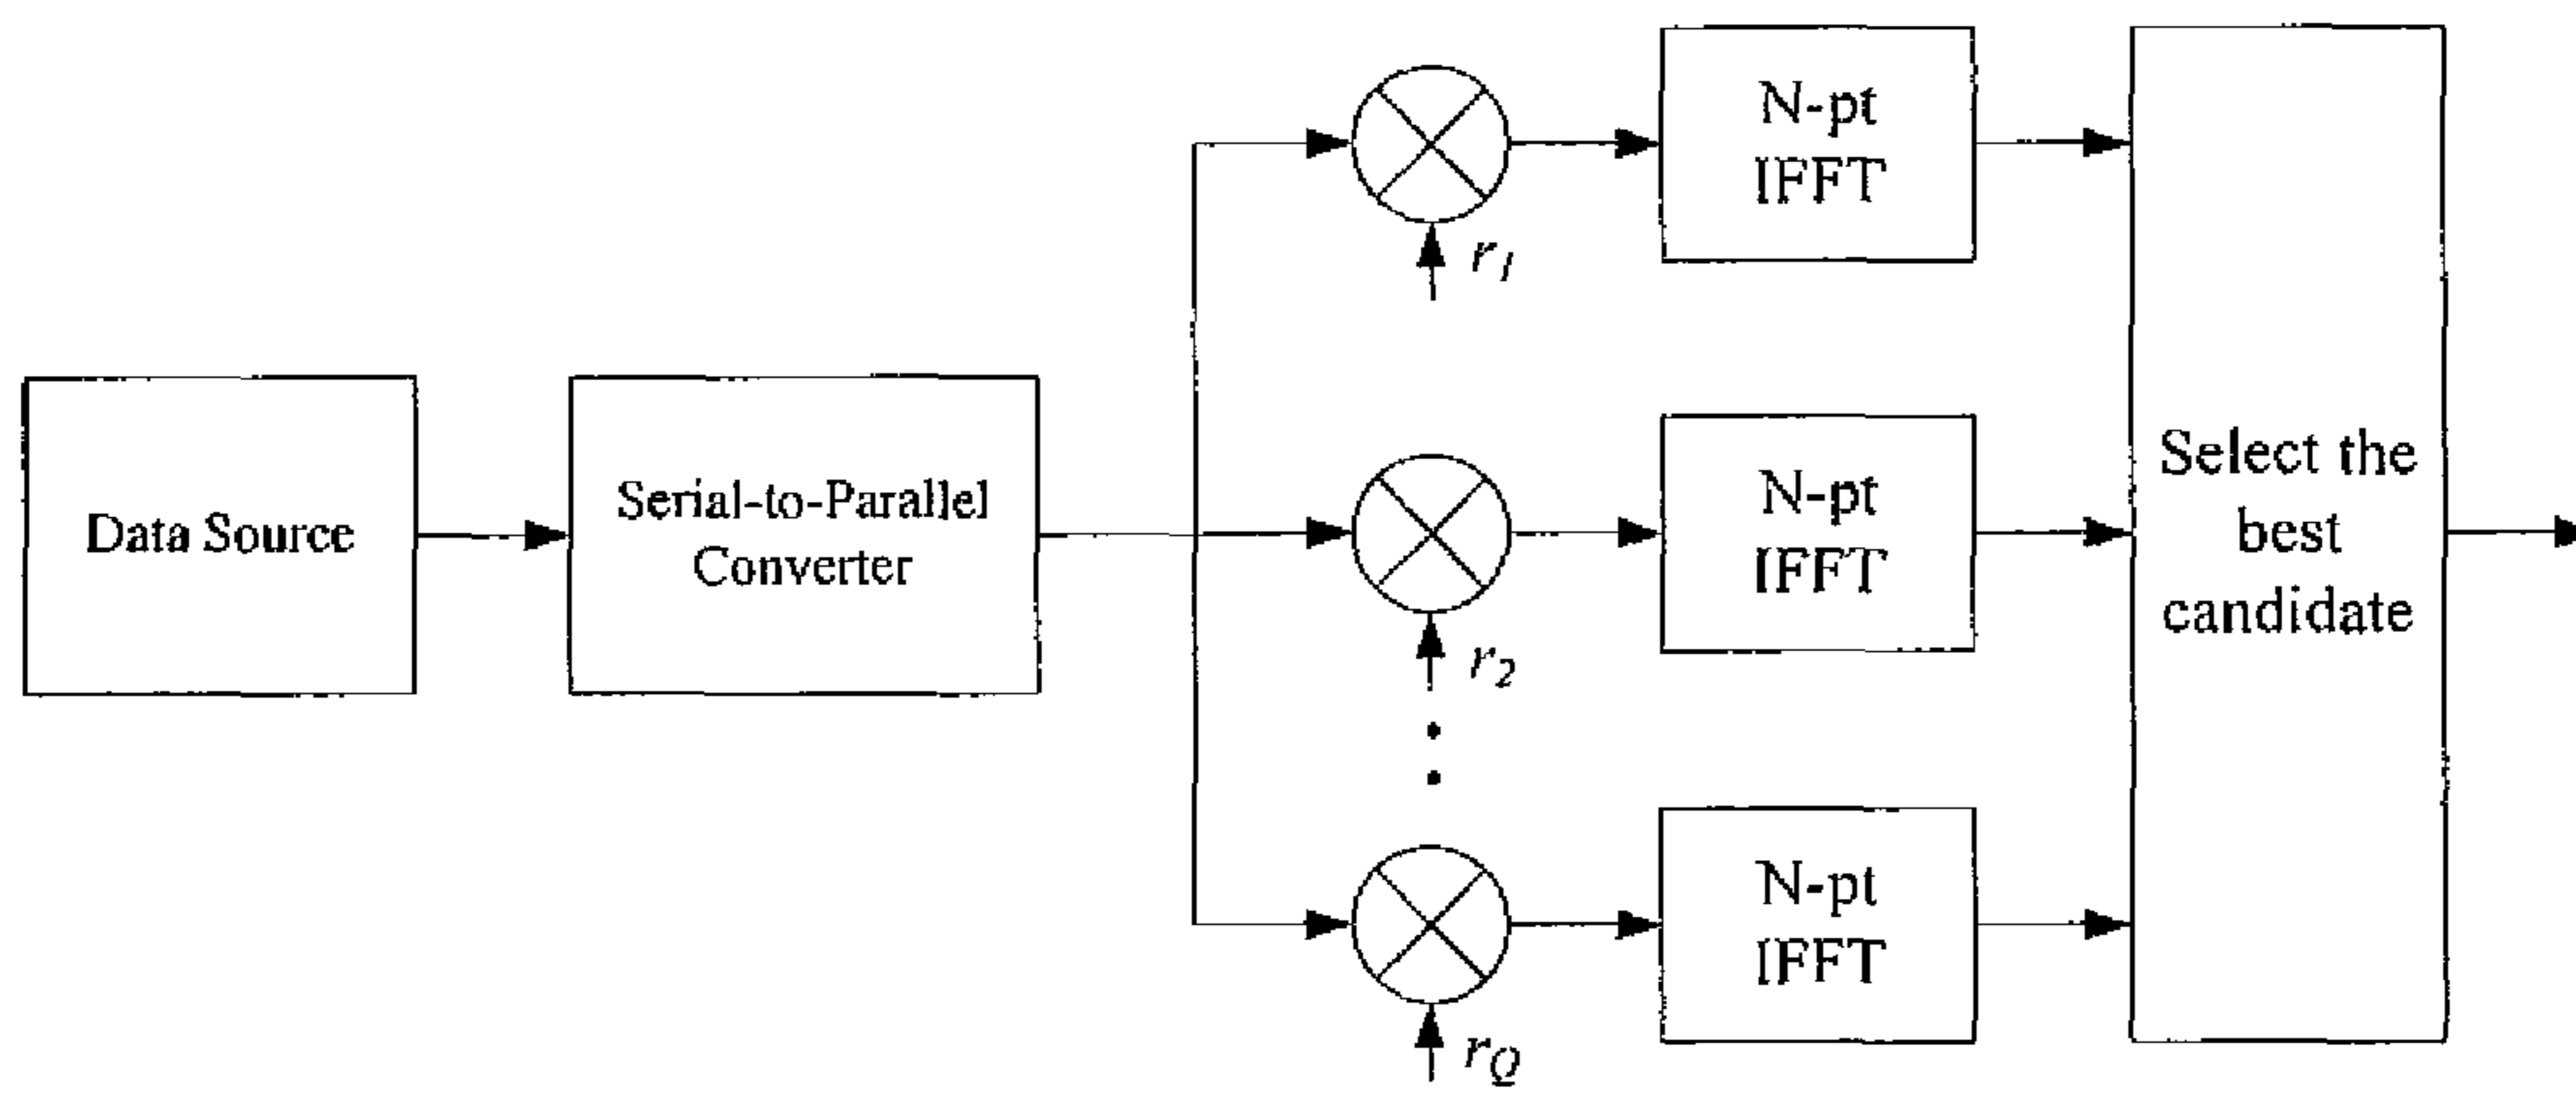 N-pt
IFFT
r1
Data Source
Serial-to-Parallel
Converter
N-pt
IFFT
r2
Select the
best
candidate
N-pt
IFFT
rQ